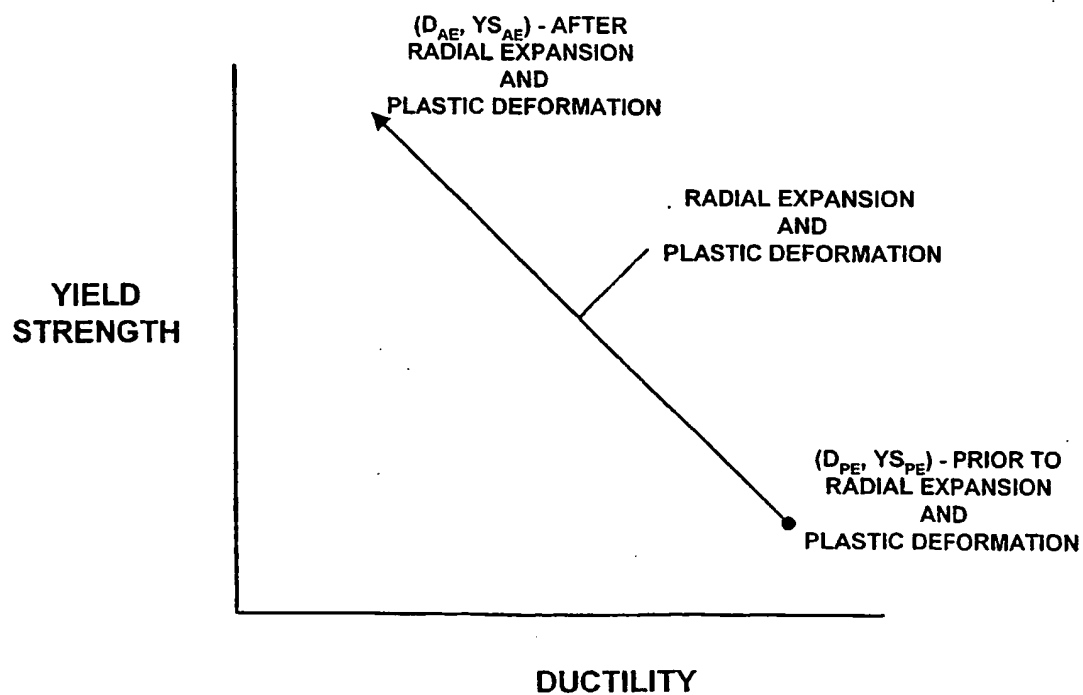 (D_AE, YS_AE) - AFTER
RADIAL EXPANSION
AND
PLASTIC DEFORMATION
RADIAL EXPANSION
AND
PLASTIC DEFORMATION
YIELD
STRENGTH
(D_PE, YS_PE) - PRIOR TO
RADIAL EXPANSION
AND
PLASTIC DEFORMATION
DUCTILITY